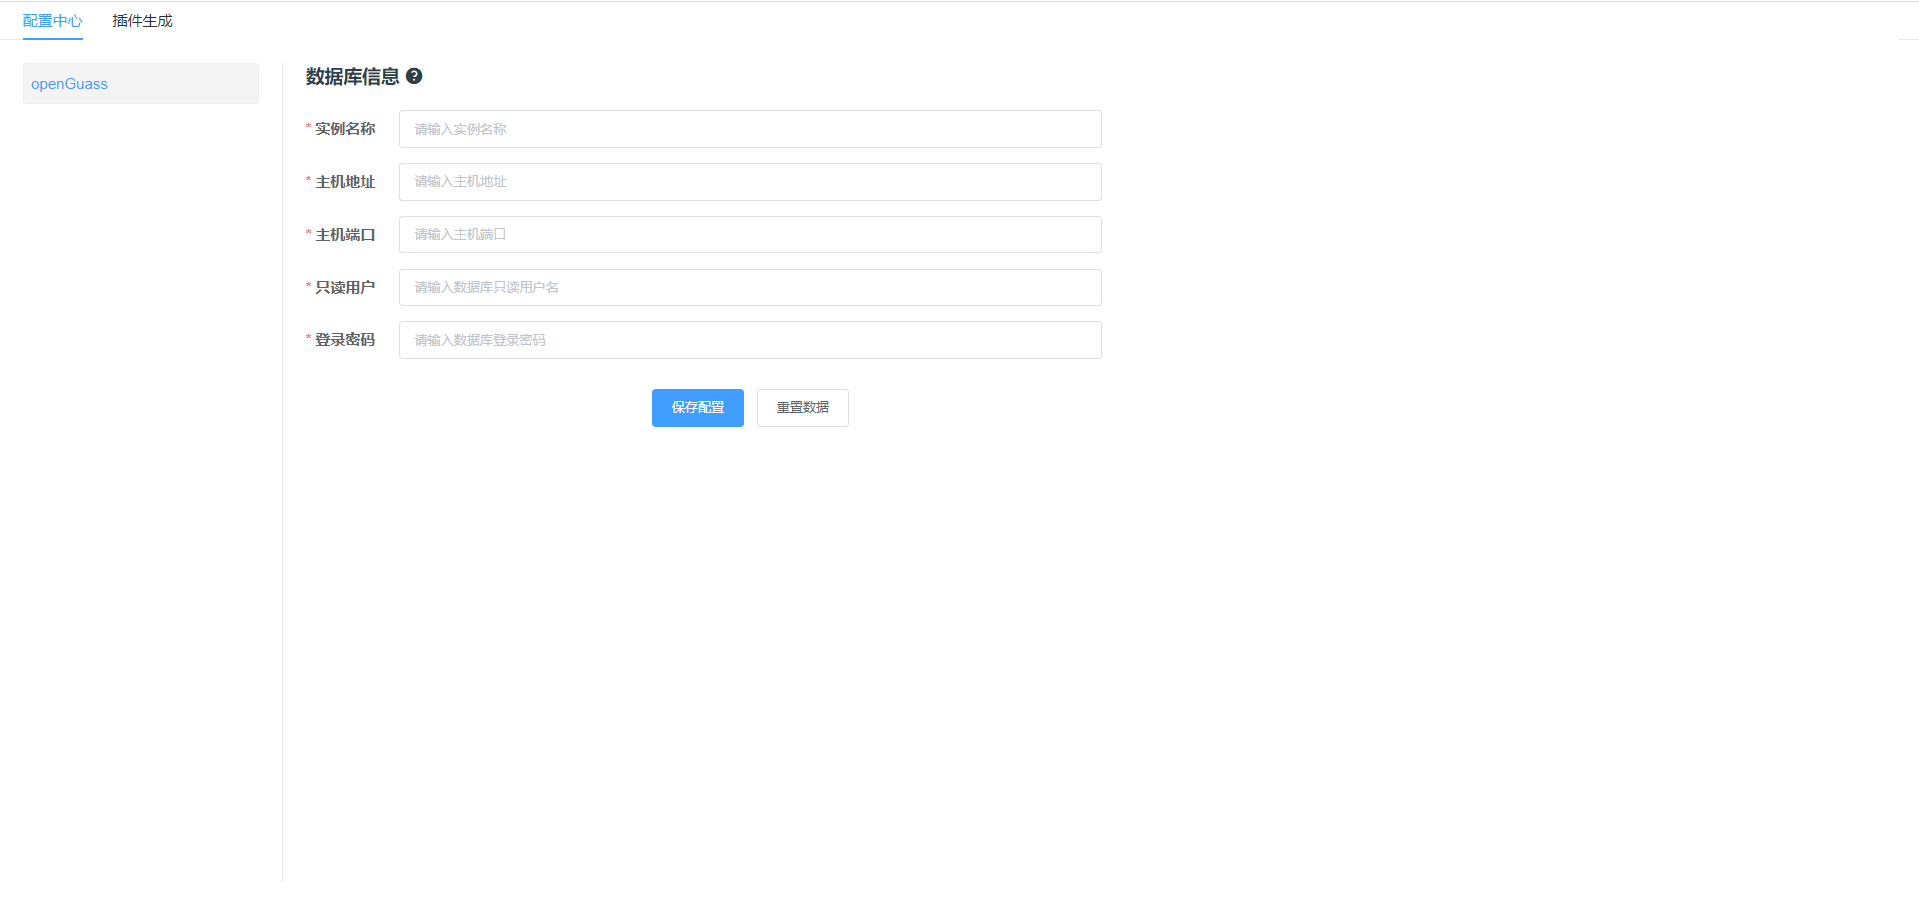 配置中心 插件生成
openGuass
数据库信息
* 实例名称 请输入实例名称
* 主机地址 请输入主机地址
* 主机端口 请输入主机端口
* 只读用户 请输入数据库只读用户名
* 登录密码 请输入数据库登录密码
保存配置 重置数据